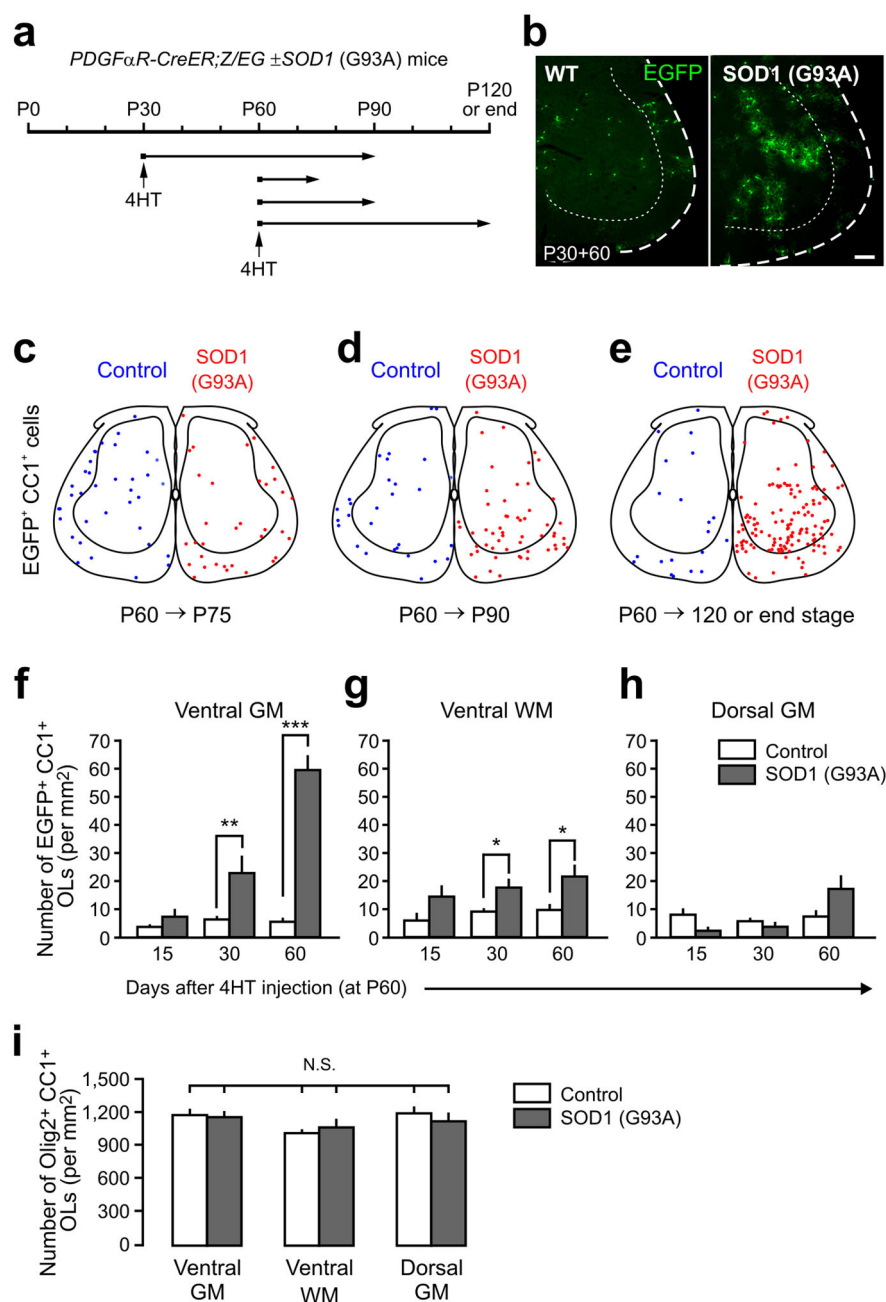 a
PDGFαR-CreER;Z/EG ±SOD1 (G93A) mice
P0
P30
P60
P90
P120
or end
4HT
4HT
b
WT
EGFP
SOD1 (G93A)
P30+60
c
Control
SOD1
(G93A)
d
Control
SOD1
(G93A)
e
Control
SOD1
(G93A)
EGFP⁺ CC1⁺ cells
P60 → P75
P60 → P90
P60 → 120 or end stage
f
Ventral GM
g
Ventral WM
h
Dorsal GM
Number of EGFP⁺ CC1+
OLs (per mm²)
70
60
50
40
30
20
10
0
**
***
15
30
60
70
60
50
40
30
20
10
0
*
*
15
30
60
70
60
50
40
30
20
10
0
Control
SOD1 (G93A)
15
30
60
Days after 4HT injection (at P60)
i
Number of Olig2⁺ CC1+
OLs (per mm²)
1,500
1,200
900
600
300
0
N.S.
Control
SOD1 (G93A)
Ventral
GM
Ventral
WM
Dorsal
GM